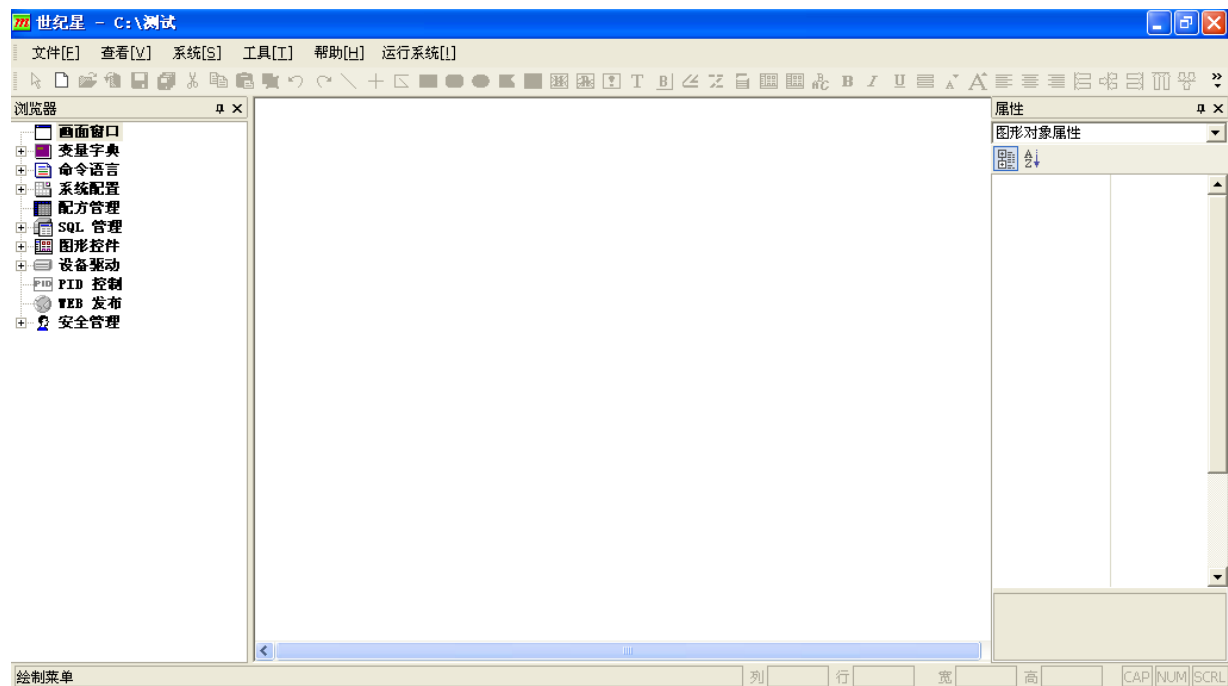 世纪星 - C:\测试
文件[F] 查看[V] 系统[S] 工具[T] 帮助[H] 运行系统[!]
T B B I U A A
浏览器
属性
画面窗口
变量字典
命令语言
系统配置
配方管理
SQL 管理
图形控件
设备驱动
PID PID 控制
WEB 发布
安全管理
图形对象属性
A Z
绘制菜单 列 行 宽 高 CAP NUM SCRL